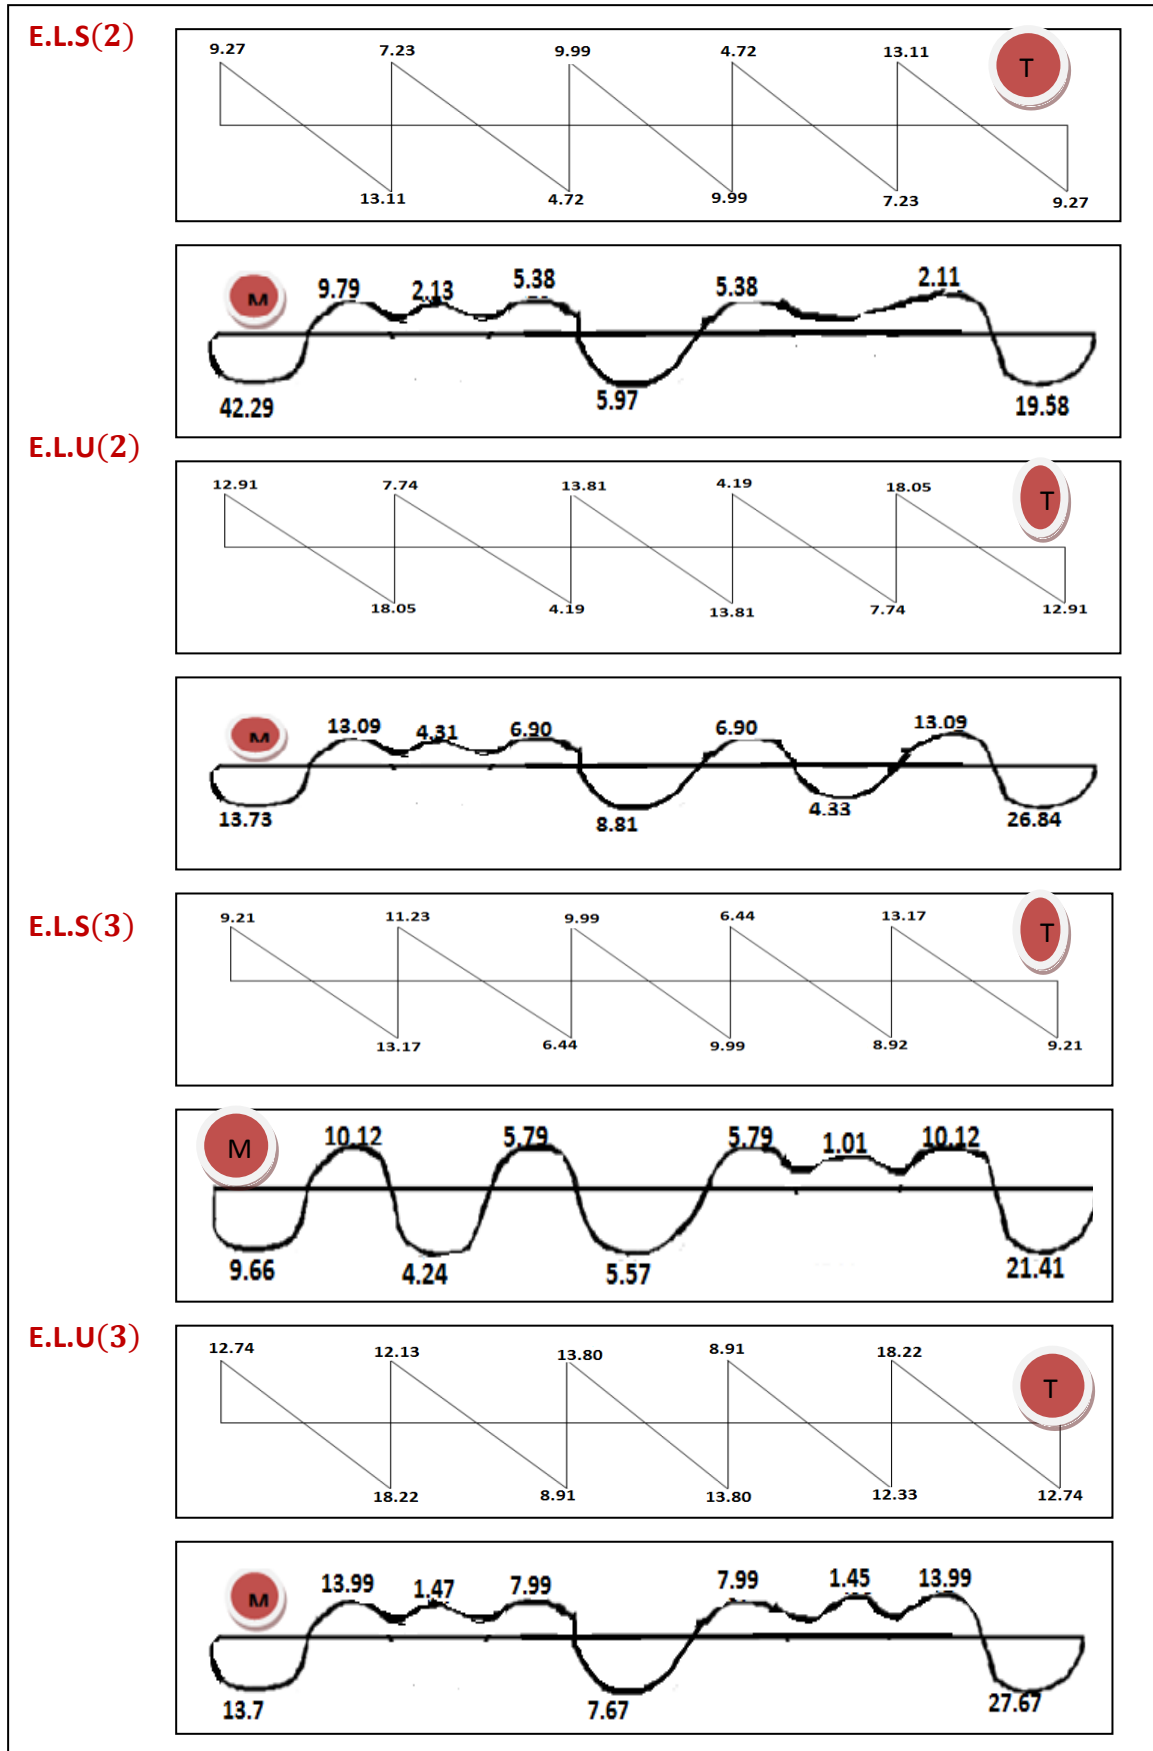 E.L.S(2)
9.27 7.23 9.99 4.72 13.11
T
13.11 4.72 9.99 7.23 9.27
M
9.79 2.13 5.38 5.38 2.11
42.29 5.97 19.58
E.L.U(2)
12.91 7.74 13.81 4.19 18.05
T
18.05 4.19 13.81 7.74 12.91
M
13.09 4.31 6.90 6.90 13.09
13.73 8.81 4.33 26.84
E.L.S(3)
9.21 11.23 9.99 6.44 13.17
T
13.17 6.44 9.99 8.92 9.21
M
10.12 5.79 5.79 1.01 10.12
9.66 4.24 5.57 21.41
E.L.U(3)
12.74 12.13 13.80 8.91 18.22
T
18.22 8.91 13.80 12.33 12.74
M
13.99 1.47 7.99 7.99 1.45 13.99
13.7 7.67 27.67